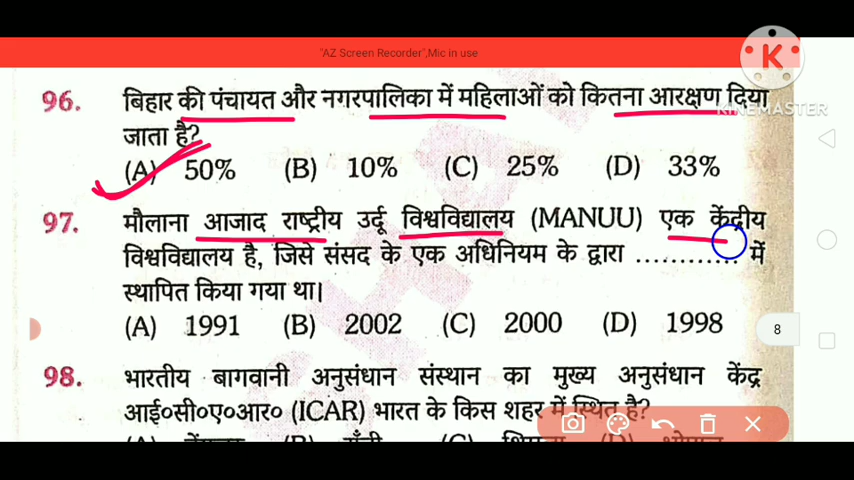 "AZ Screen Recorder",Mic in use
K
KINEMASTER
96. बिहार की पंचायत और नगरपालिका में महिलाओं को कितना आरक्षण दिया
जाता है?
(A) 50% (B) 10% (C) 25% (D) 33%
97. मौलाना आजाद राष्ट्रीय उर्दू विश्वविद्यालय (MANUU) एक केंद्रीय
विश्वविद्यालय है, जिसे संसद के एक अधिनियम के द्वारा ............ में
स्थापित किया गया था।
(A) 1991 (B) 2002 (C) 2000 (D) 1998
8
98. भारतीय बागवानी अनुसंधान संस्थान का मुख्य अनुसंधान केंद्र
आई०सी०ए०आर० (ICAR) भारत के किस शहर में स्थित है?